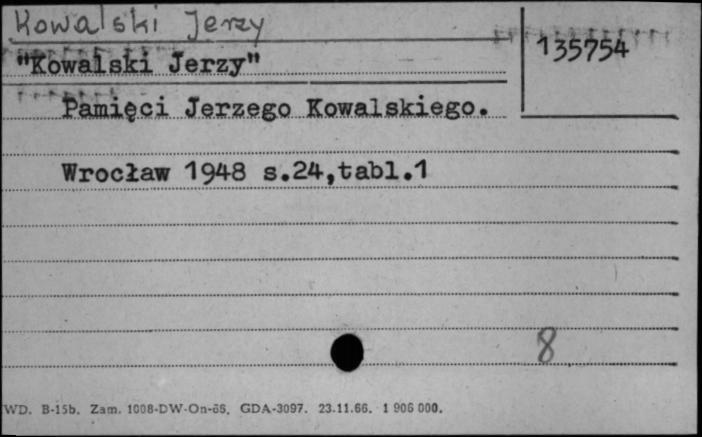 Kowalski Jerzy
135754
"Kowalski Jerzy"
Pamięci Jerzego Kowalskiego.
Wrocław 1948 s.24,tabl.1
8
WD. B-15b. Zam. 1008-DW-On-66. GDA-3097. 23.11.66. 1 906 000.